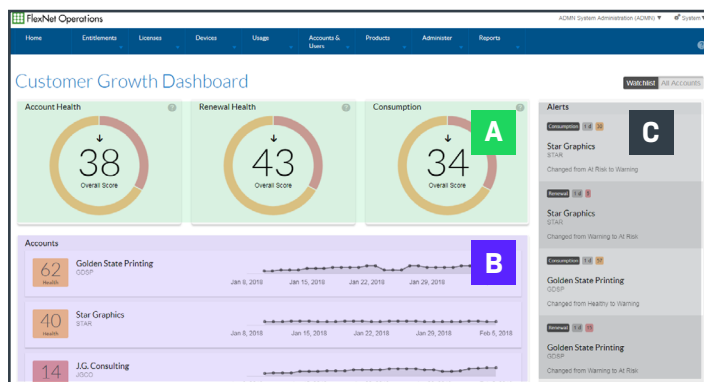 FlexNet Operations
ADMN System Administration (ADMN) ▼ System ▼
Home Entitlements Licenses Devices Usage Accounts & Users Products Administer Reports
Customer Growth Dashboard
Watchlist All Accounts
Account Health
38
Overall Score
Renewal Health
43
Overall Score
Consumption
34
Overall Score
A
Accounts
B
62
Health
Golden State Printing
GDSP
Jan 8, 2018 Jan 15, 2018 Jan 22, 2018 Jan 29, 2018
40
Health
Star Graphics
STAR
Jan 8, 2018 Jan 15, 2018 Jan 22, 2018 Jan 29, 2018 Feb 5, 2018
14
J.G. Consulting
JGCO
Alerts
C
Consumption 1 d
Star Graphics
STAR
Changed from At Risk to Warning
Renewal 1 d
Star Graphics
STAR
Changed from Warning to At Risk
Consumption 1 d
Golden State Printing
GDSP
Changed from Healthy to Warning
Renewal 1 d
Golden State Printing
GDSP
Changed from Warning to At Risk